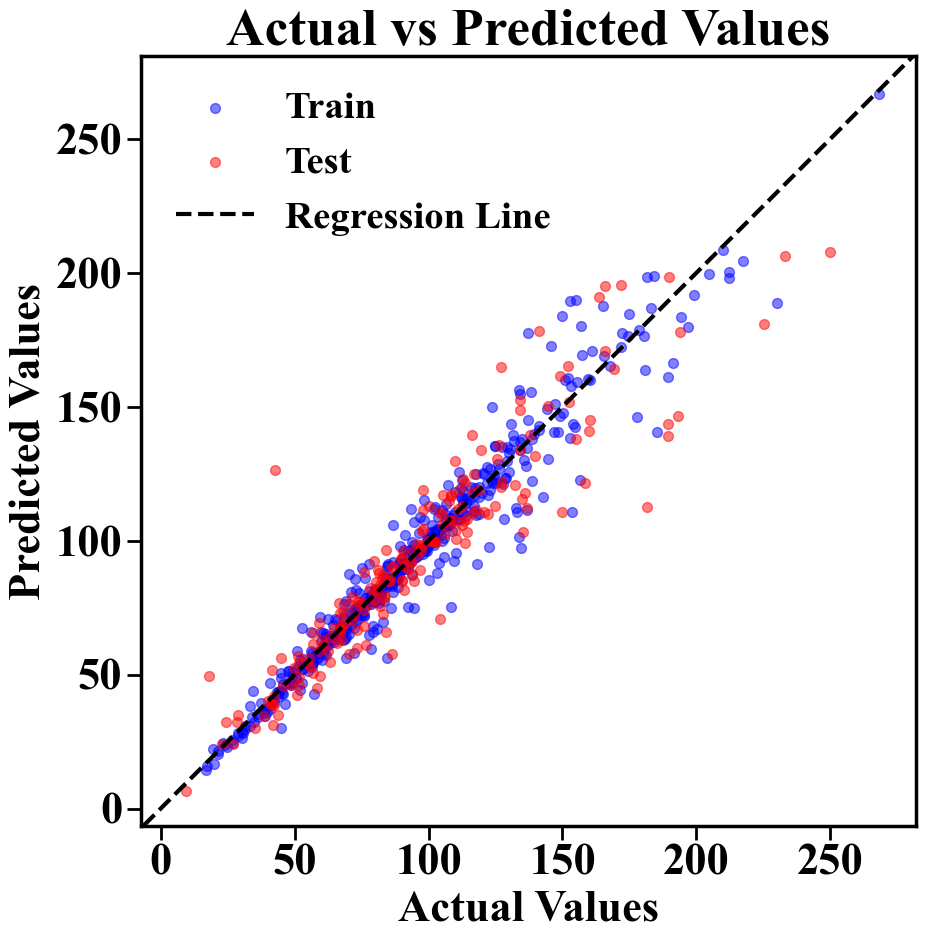 Actual vs Predicted Values
Train
Test
Regression Line
250
200
150
100
50
0
Predicted Values
0 50 100 150 200 250
Actual Values